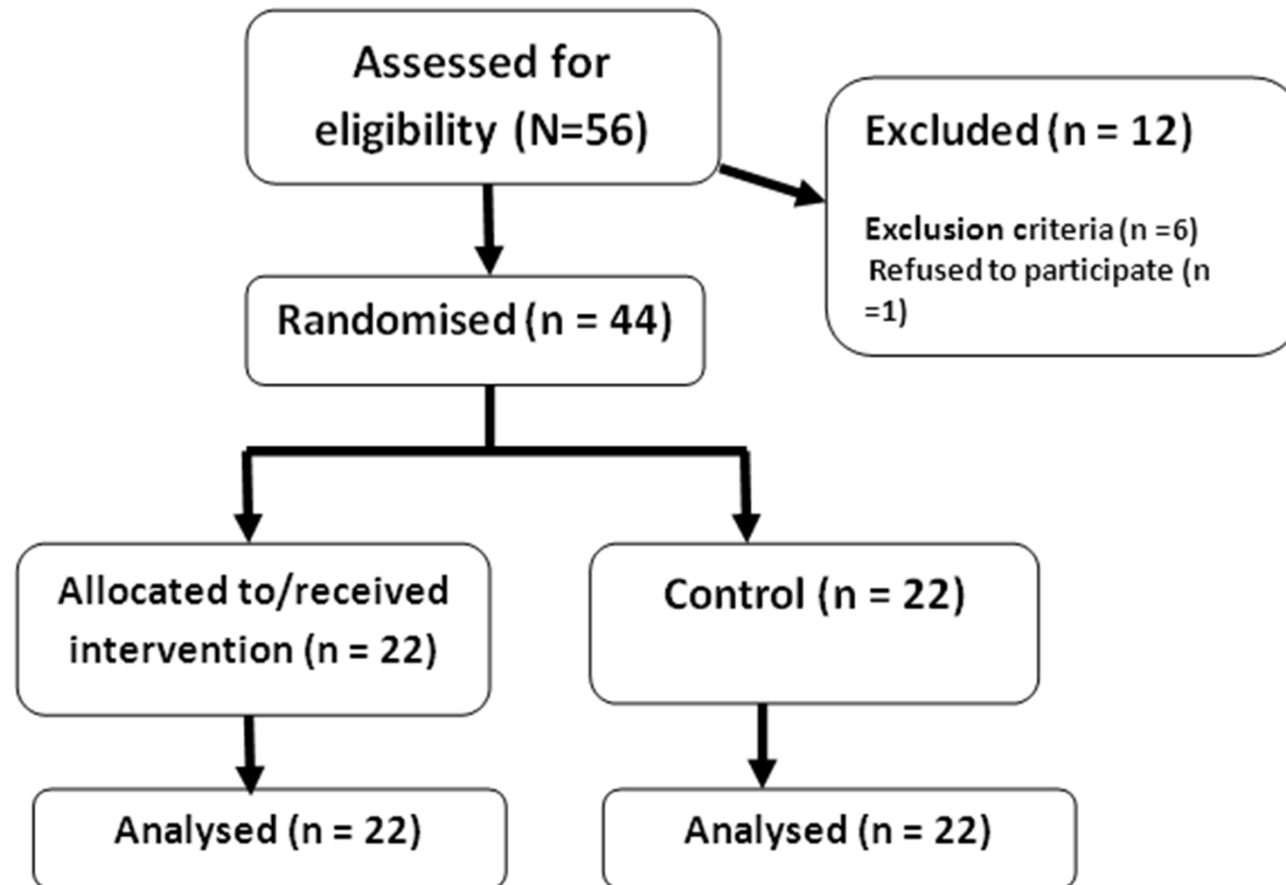 Assessed for
eligibility (N=56)
Excluded (n = 12)
Exclusion criteria (n =6)
Refused to participate (n
=1)
Randomised (n = 44)
Allocated to/received
intervention (n = 22)
Control (n = 22)
Analysed (n = 22)
Analysed (n = 22)